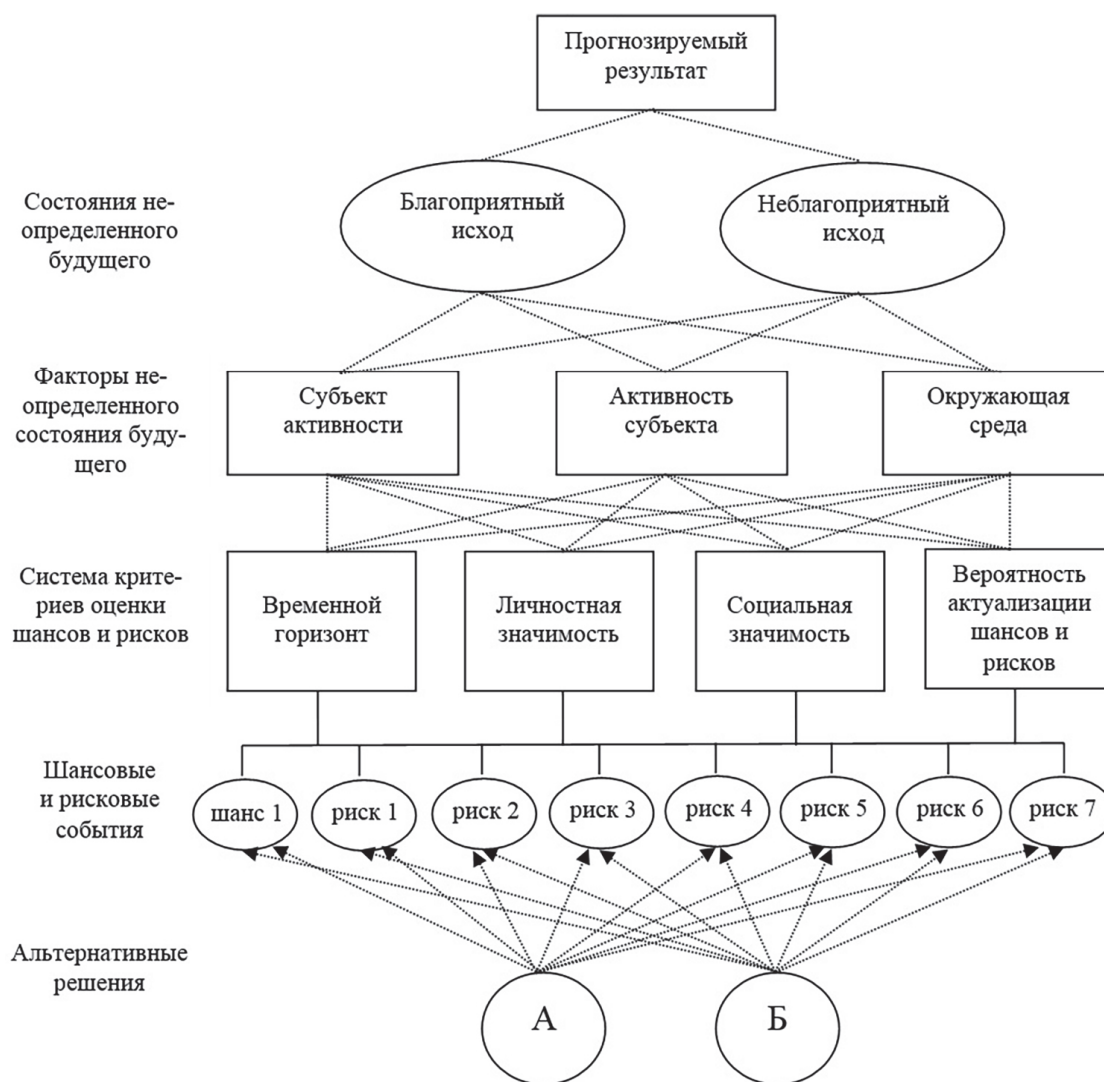 Прогнозируемый
результат
Состояния не-
определенного
будущего
Благоприятный
исход
Неблагоприятный
исход
Факторы не-
определенного
состояния буду-
щего
Субъект
активности
Активность
субъекта
Окружающая
среда
Система крите-
риев оценки
шансов и рисков
Временной
горизонт
Личностная
значимость
Социальная
значимость
Вероятность
актуализации
шансов и
рисков
Шансовые
и рисковые
события
шанс 1
риск 1
риск 2
риск 3
риск 4
риск 5
риск 6
риск 7
Альтернативные
решения
А
Б